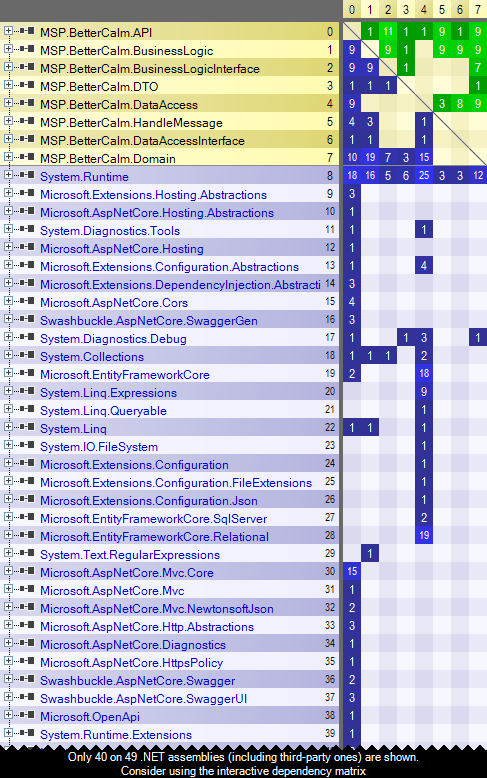 0 1 2 3 4 5 6 7
MSP.BetterCalm.API 0 1 11 1 1 9 1 9
MSP.BetterCalm.BusinessLogic 1 9 9 1 9 9 9
MSP.BetterCalm.BusinessLogicInterface 2 9 9 7
MSP.BetterCalm.DTO 3 1 1 1 1
MSP.BetterCalm.DataAccess 4 9 3 8 9
MSP.BetterCalm.HandleMessage 5 4 3 1
MSP.BetterCalm.DataAccessInterface 6 1 1 1
MSP.BetterCalm.Domain 7 10 19 7 3 15
System.Runtime 8 18 16 5 6 25 3 3 12
Microsoft.Extensions.Hosting.Abstractions 9 3
Microsoft.AspNetCore.Hosting.Abstractions 10 1
System.Diagnostics.Tools 11 1 1
Microsoft.AspNetCore.Hosting 12 1
Microsoft.Extensions.Configuration.Abstractions 13 1 4
Microsoft.Extensions.DependencyInjection.Abstracti 14 3
Microsoft.AspNetCore.Cors 15 4
Swashbuckle.AspNetCore.SwaggerGen 16 3
System.Diagnostics.Debug 17 1 1 3 1
System.Collections 18 1 1 1 2
Microsoft.EntityFrameworkCore 19 2 18
System.Linq.Expressions 20 9
System.Linq.Queryable 21 1
System.Linq 22 1 1 1
System.IO.FileSystem 23 1
Microsoft.Extensions.Configuration 24 1
Microsoft.Extensions.Configuration.FileExtensions 25 1
Microsoft.Extensions.Configuration.Json 26 1
Microsoft.EntityFrameworkCore.SqlServer 27 2
Microsoft.EntityFrameworkCore.Relational 28 19
System.Text.RegularExpressions 29 1
Microsoft.AspNetCore.Mvc.Core 30 15
Microsoft.AspNetCore.Mvc 31 1
Microsoft.AspNetCore.Mvc.NewtonsoftJson 32 2
Microsoft.AspNetCore.Http.Abstractions 33 3
Microsoft.AspNetCore.Diagnostics 34 1
Microsoft.AspNetCore.HttpsPolicy 35 1
Swashbuckle.AspNetCore.Swagger 36 2
Swashbuckle.AspNetCore.SwaggerUI 37 3
Microsoft.OpenApi 38 1
System.Runtime.Extensions 39 1
Only 40 on 49 .NET assemblies (including third-party ones) are shown.
Consider using the interactive dependency matrix